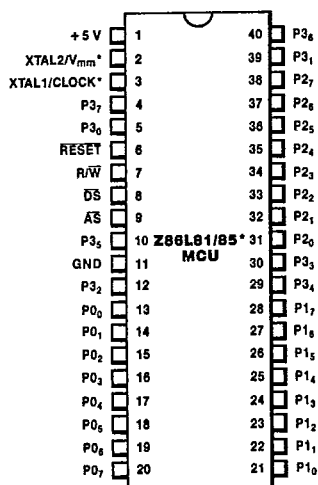 +5 V 1 40 P3₆
XTAL2/Vₘₘ* 2 39 P3₁
XTAL1/CLOCK* 3 38 P2₇
P3₇ 4 37 P2₆
P3₀ 5 36 P2₅
R̅E̅S̅E̅T̅ 6 35 P2₄
R/W̅ 7 34 P2₃
D̅S̅ 8 33 P2₂
A̅S̅ 9 32 P2₁
P3₅ 10 Z86L81/85* 31 P2₀
MCU
GND 11 30 P3₃
P3₂ 12 29 P3₄
P0₀ 13 28 P1₇
P0₁ 14 27 P1₆
P0₂ 15 26 P1₅
P0₃ 16 25 P1₄
P0₄ 17 24 P1₃
P0₅ 18 23 P1₂
P0₆ 19 22 P1₁
P0₇ 20 21 P1₀